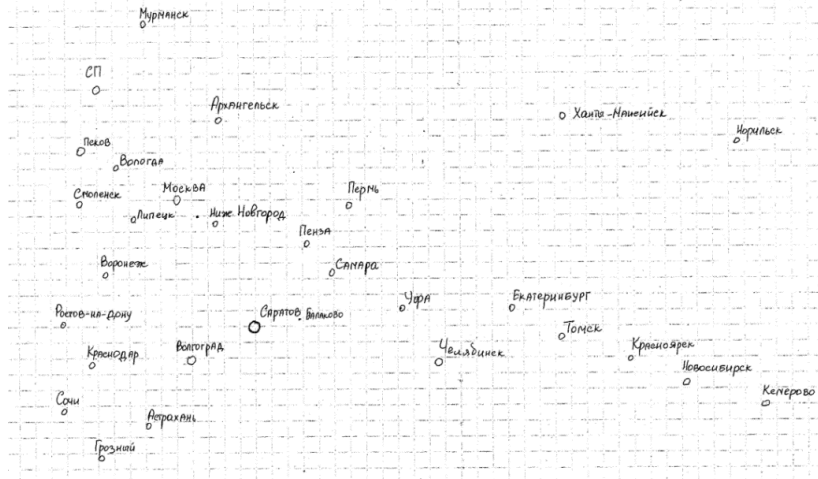 Мурманск
СП
Архангельск
Ханты-Мансийск
Норильск
Псков
Вологда
Смоленск
Москва
Пермь
Липецк
Ниж Новгород
Пенза
Воронеж
Самара
Уфа
Екатеринбург
Ростов-на-Дону
Саратов
Балаково
Томск
Краснодар
Волгоград
Челябинск
Красноярск
Новосибирск
Кемерово
Сочи
Астрахань
Грозный